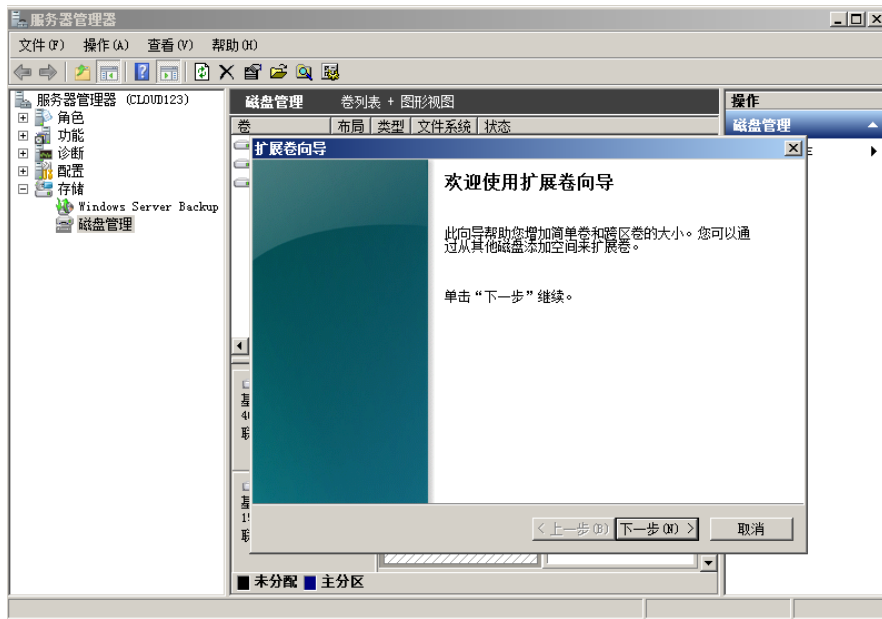 服务器管理器
文件(F) 操作(A) 查看(V) 帮助(H)
服务器管理器 (CLOUD123)
角色
功能
诊断
配置
存储
Windows Server Backup
磁盘管理
磁盘管理 卷列表 + 图形视图
卷 布局 类型 文件系统 状态
操作
磁盘管理
扩展卷向导
欢迎使用扩展卷向导
此向导帮助您增加简单卷和跨区卷的大小。您可以通
过从其他磁盘添加空间来扩展卷。
单击“下一步”继续。
< 上一步(B) 下一步(N) > 取消
未分配 主分区